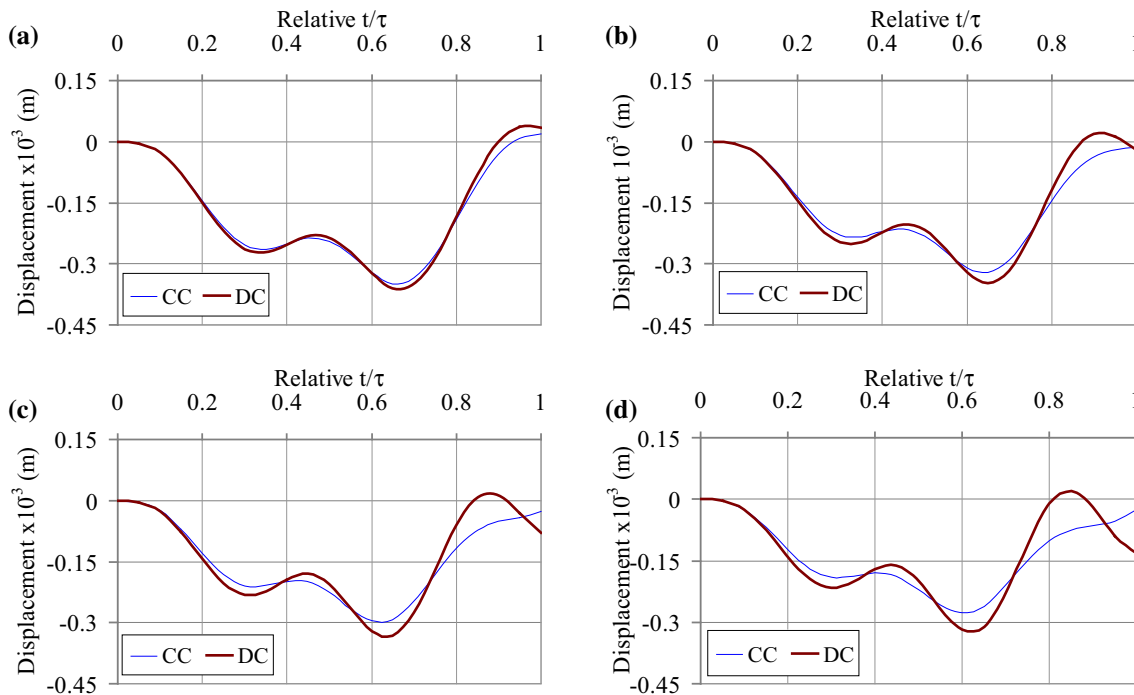 (a)
Relative t/τ
0 0.2 0.4 0.6 0.8 1
Displacement x10⁻³ (m)
0.15
0
-0.15
-0.3
-0.45
CC DC
(b)
Relative t/τ
0 0.2 0.4 0.6 0.8 1
Displacement 10⁻³ (m)
0.15
0
-0.15
-0.3
-0.45
CC DC
(c)
Relative t/τ
0 0.2 0.4 0.6 0.8 1
Displacement x10⁻³ (m)
0.15
0
-0.15
-0.3
-0.45
CC DC
(d)
Relative t/τ
0 0.2 0.4 0.6 0.8 1
Displacement x10⁻³ (m)
0.15
0
-0.15
-0.3
-0.45
CC DC